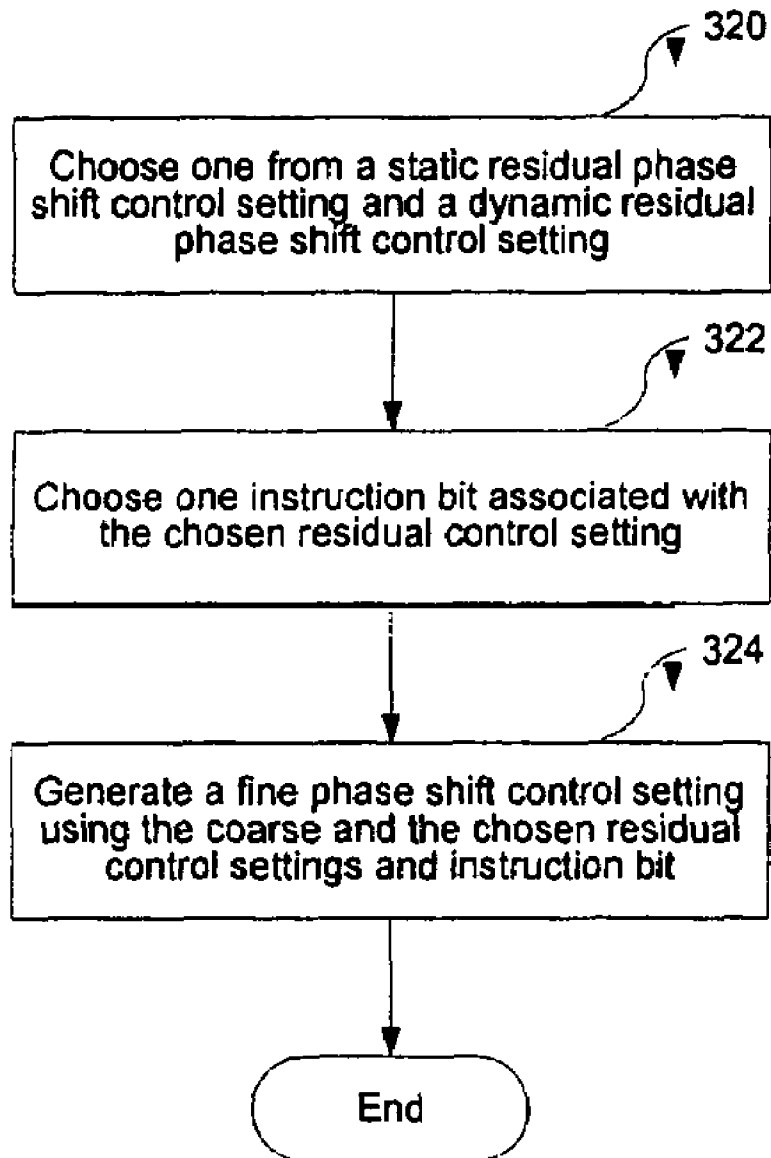 320
Choose one from a static residual phase
shift control setting and a dynamic residual
phase shift control setting
322
Choose one instruction bit associated with
the chosen residual control setting
324
Generate a fine phase shift control setting
using the coarse and the chosen residual
control settings and instruction bit
End